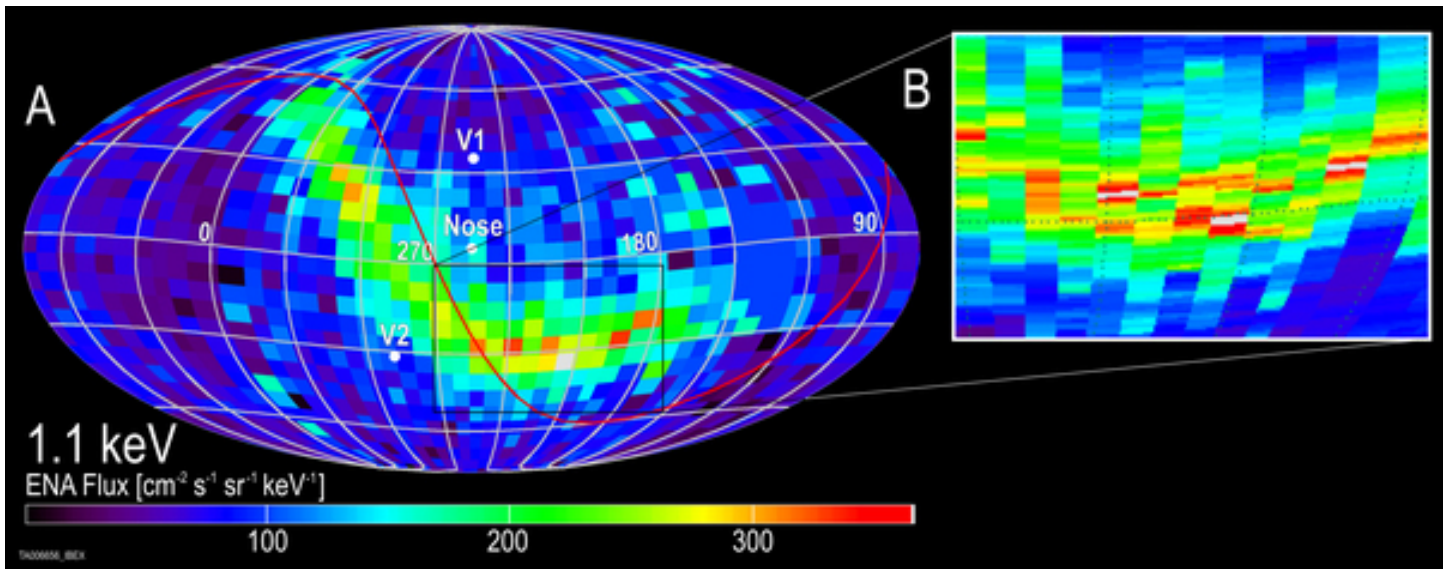 A
B
V1
Nose
0
270
180
90
V2
1.1 keV
ENA Flux [cm⁻² s⁻¹ sr⁻¹ keV⁻¹]
100
200
300
TA006656_IBEX